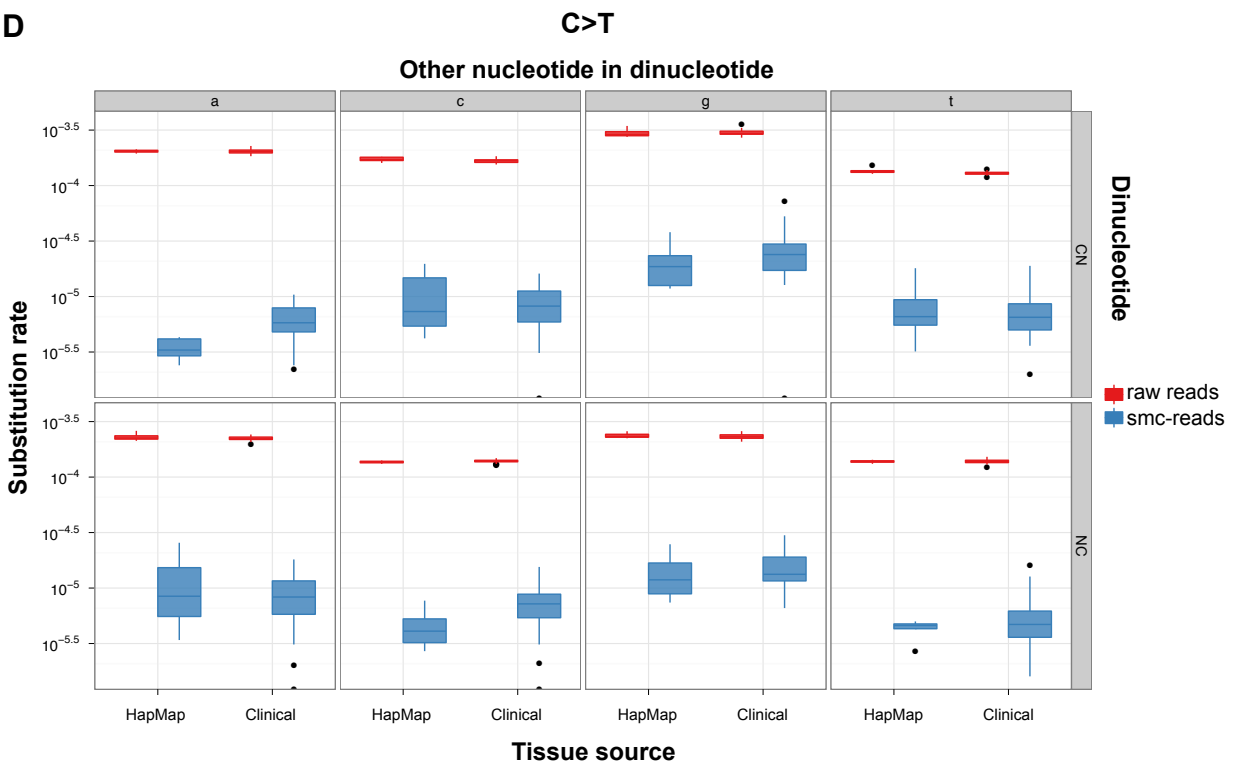 D
C>T
Other nucleotide in dinucleotide
a c g t
10^−3.5
10^−4
10^−4.5
10^−5
10^−5.5
CN
Dinucleotide
Substitution rate
raw reads
smc-reads
10^−3.5
10^−4
10^−4.5
10^−5
10^−5.5
NC
HapMap Clinical HapMap Clinical HapMap Clinical HapMap Clinical
Tissue source